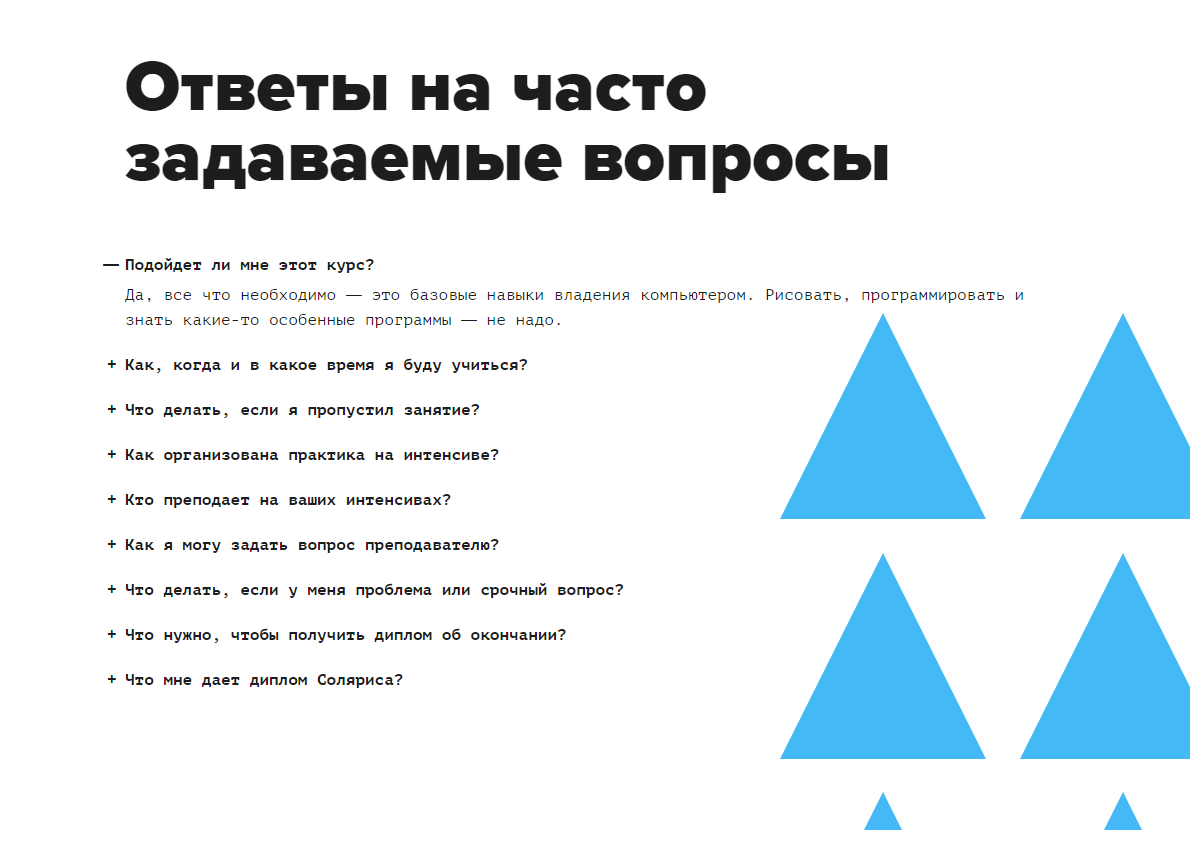 Ответы на часто
задаваемые вопросы
— Подойдет ли мне этот курс?
Да, все что необходимо — это базовые навыки владения компьютером. Рисовать, программировать и
знать какие-то особенные программы — не надо.
+ Как, когда и в какое время я буду учиться?
+ Что делать, если я пропустил занятие?
+ Как организована практика на интенсиве?
+ Кто преподает на ваших интенсивах?
+ Как я могу задать вопрос преподавателю?
+ Что делать, если у меня проблема или срочный вопрос?
+ Что нужно, чтобы получить диплом об окончании?
+ Что мне дает диплом Соляриса?